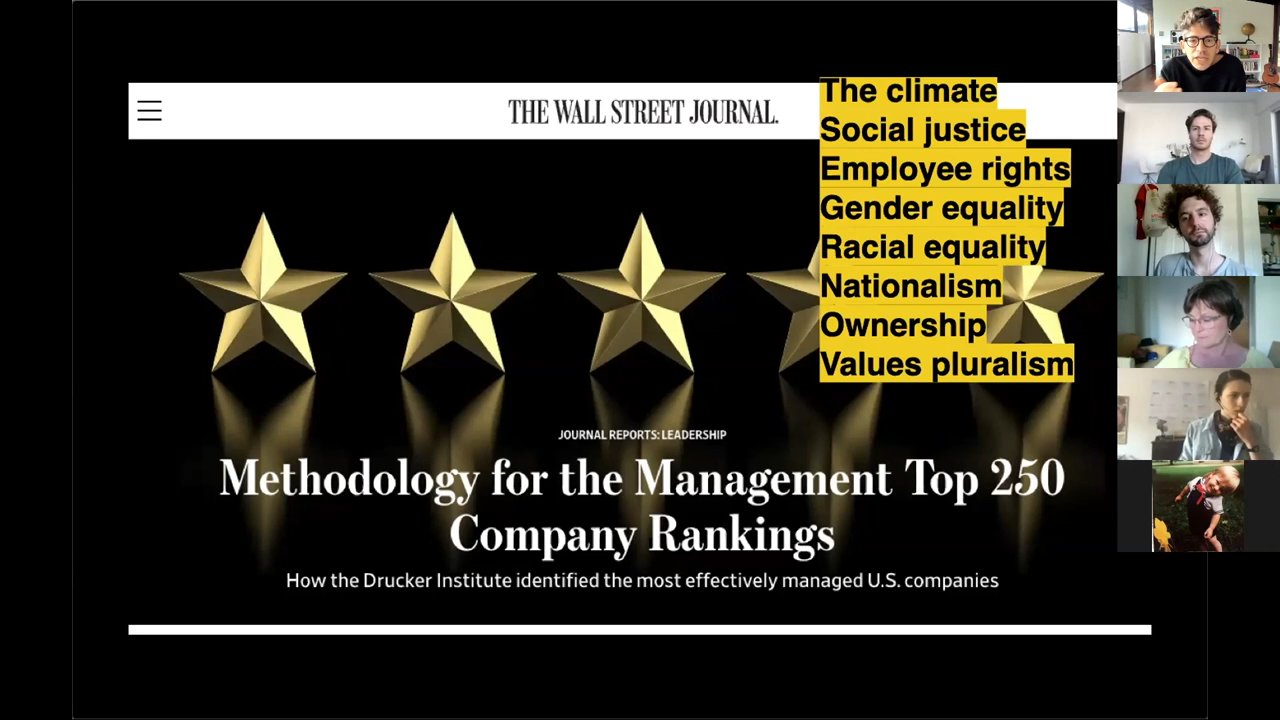 THE WALL STREET JOURNAL.
The climate
Social justice
Employee rights
Gender equality
Racial equality
Nationalism
Ownership
Values pluralism
JOURNAL REPORTS: LEADERSHIP
Methodology for the Management Top 250
Company Rankings
How the Drucker Institute identified the most effectively managed U.S. companies